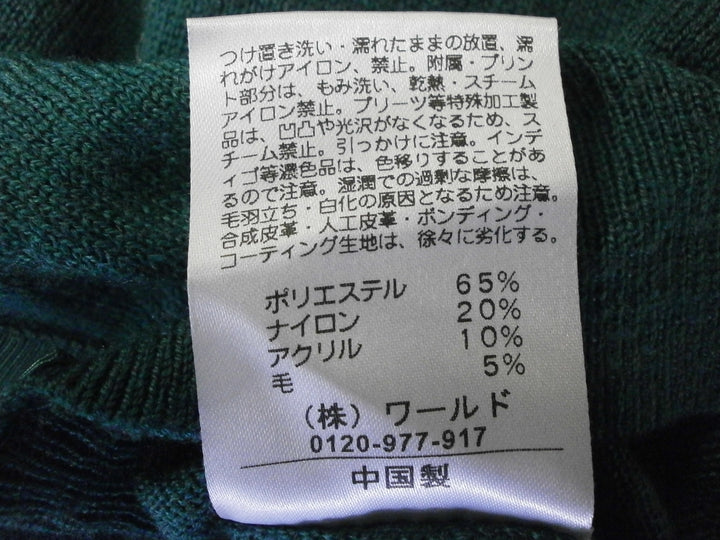 つけ置き洗い・濡れたままの放置、濡
れがけアイロン、禁止。附属・プリン
ト部分は、もみ洗い、乾熱・スチーム
アイロン禁止。プリーツ等特殊加工製
品は、凹凸や光沢がなくなるため、ス
チーム禁止。引っかけに注意。インデ
ィゴ等濃色品は、色移りすることがあ
るので注意。湿潤での過剰な摩擦は、
毛羽立ち・白化の原因となるため注意。
合成皮革・人工皮革・ボンディング・
コーティング生地は、徐々に劣化する。
ポリエステル 65%
ナイロン 20%
アクリル 10%
毛 5%
（株）ワールド
0120-977-917
中国製